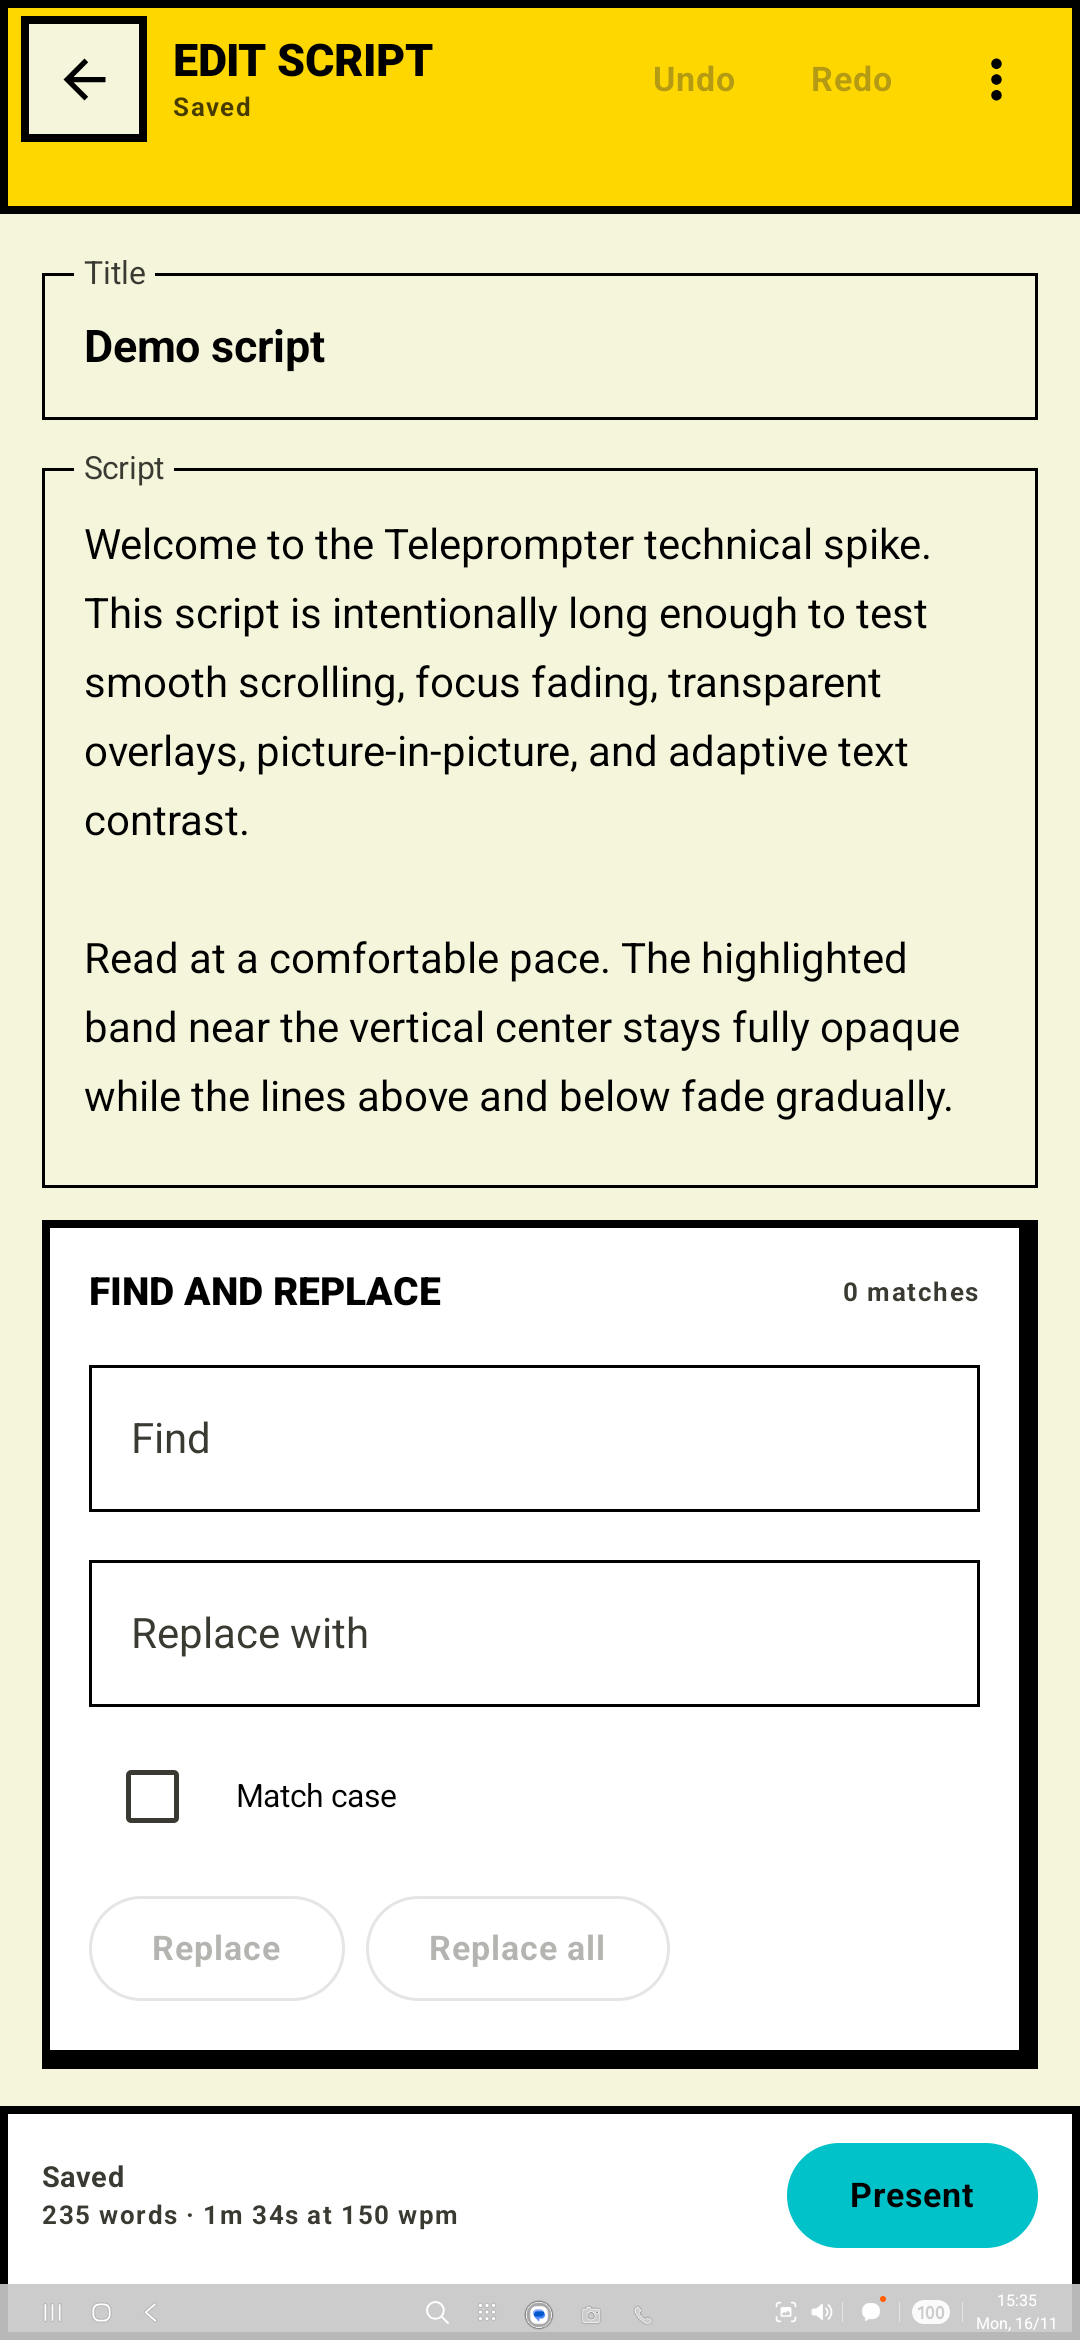 EDIT SCRIPT
Saved
Undo
Redo
Title
Demo script
Script
Welcome to the Teleprompter technical spike.
This script is intentionally long enough to test
smooth scrolling, focus fading, transparent
overlays, picture-in-picture, and adaptive text
contrast.
Read at a comfortable pace. The highlighted
band near the vertical center stays fully opaque
while the lines above and below fade gradually.
FIND AND REPLACE
0 matches
Find
Replace with
Match case
Replace
Replace all
Saved
235 words · 1m 34s at 150 wpm
Present
100
15:35
Mon, 16/11